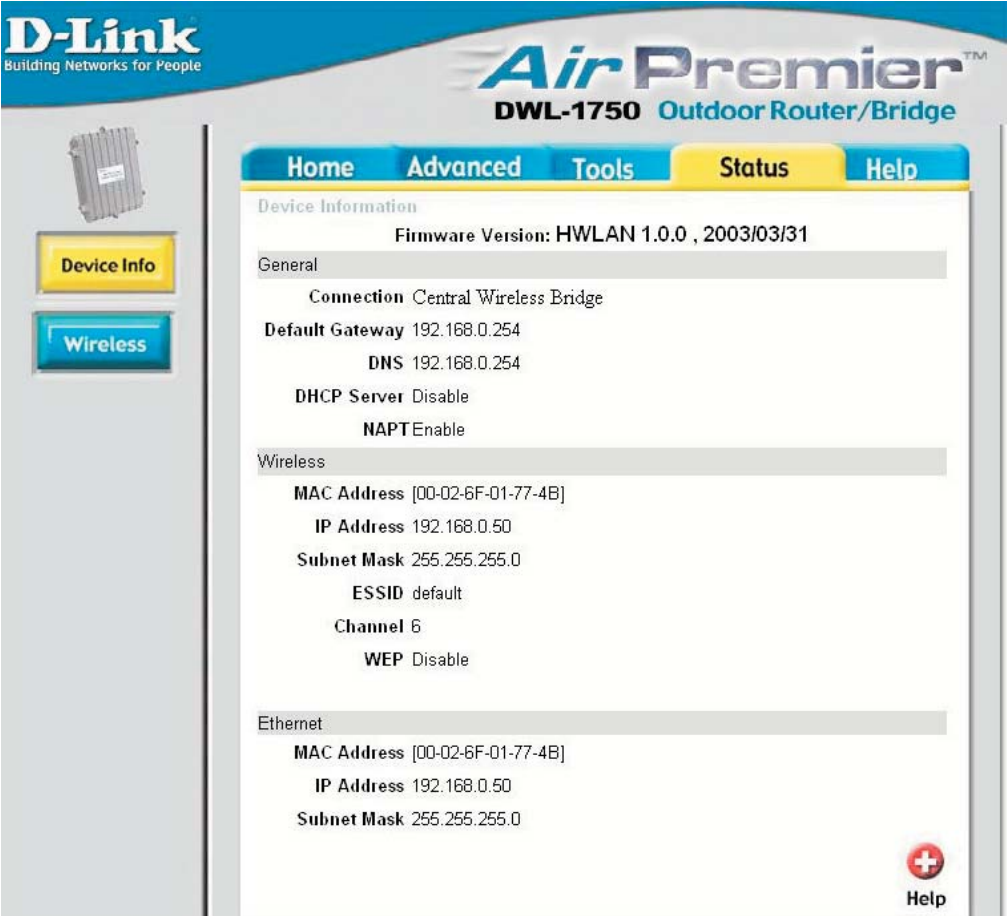 D-Link
Building Networks for People
Air Premier™
DWL-1750 Outdoor Router/Bridge
Home Advanced Tools Status Help
Device Info
Wireless
Device Information
Firmware Version: HWLAN 1.0.0 , 2003/03/31
General
Connection Central Wireless Bridge
Default Gateway 192.168.0.254
DNS 192.168.0.254
DHCP Server Disable
NAPT Enable
Wireless
MAC Address [00-02-6F-01-77-4B]
IP Address 192.168.0.50
Subnet Mask 255.255.255.0
ESSID default
Channel 6
WEP Disable
Ethernet
MAC Address [00-02-6F-01-77-4B]
IP Address 192.168.0.50
Subnet Mask 255.255.255.0
Help